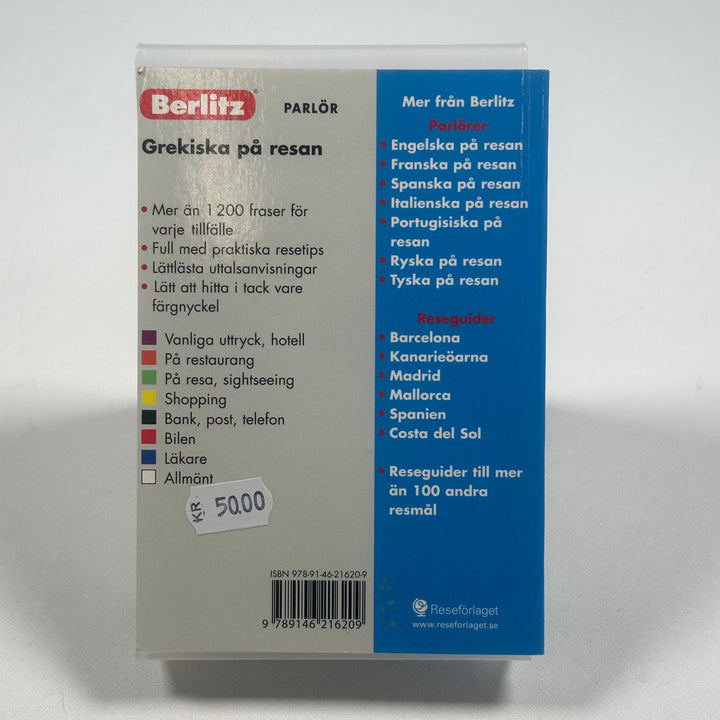 Berlitz PARLÖR
Grekiska på resan
• Mer än 1 200 fraser för
varje tillfälle
• Full med praktiska resetips
• Lättlästa uttalsanvisningar
• Lätt att hitta i tack vare
färgnyckel
Vanliga uttryck, hotell
På restaurang
På resa, sightseeing
Shopping
Bank, post, telefon
Bilen
Läkare
Allmänt
KR 50.00
ISBN 978-91-46-21620-9
9 789146 216209
Mer från Berlitz
Parlörer
• Engelska på resan
• Franska på resan
• Spanska på resan
• Italienska på resan
• Portugisiska på
resan
• Ryska på resan
• Tyska på resan
Reseguider
• Barcelona
• Kanarieöarna
• Madrid
• Mallorca
• Spanien
• Costa del Sol
• Reseguider till mer
än 100 andra
resmål
Reseförlaget
www.reseforlaget.se